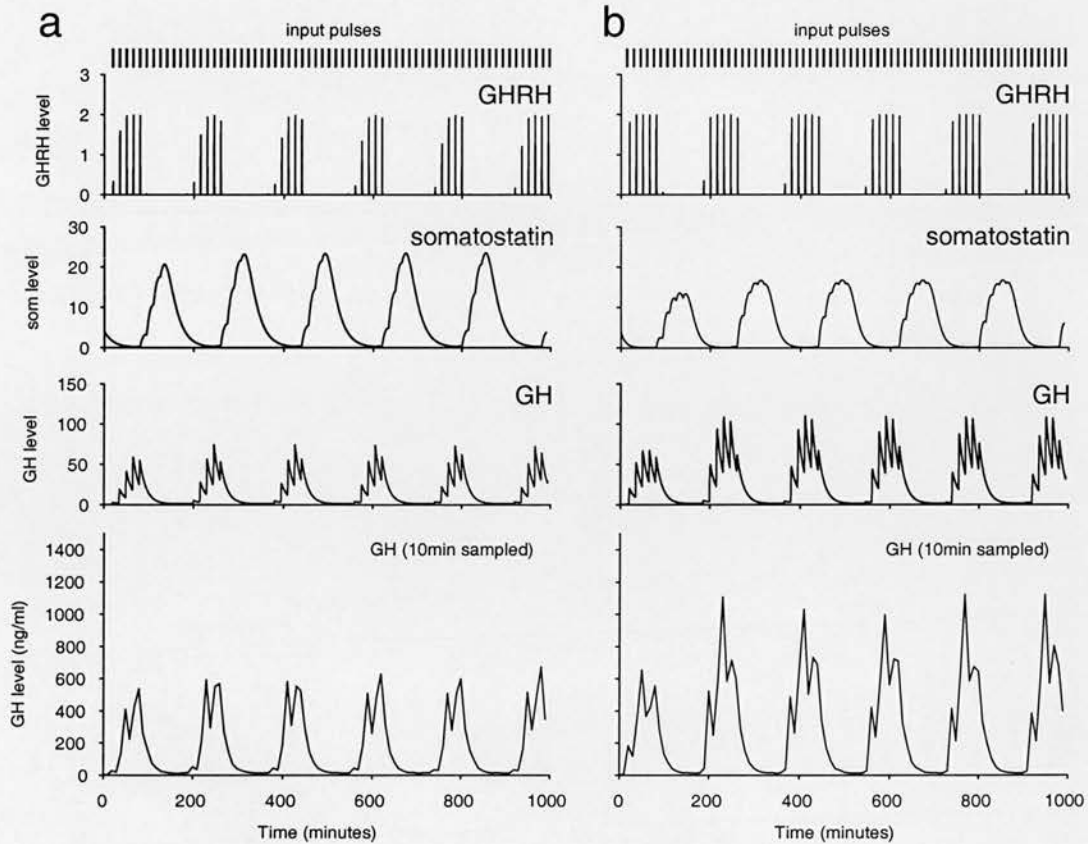 a
input pulses
GHRH
GHRH level
3
2
1
0
somatostatin
som level
30
20
10
0
GH
GH level
150
100
50
0
GH (10min sampled)
GH level (ng/ml)
1400
1200
1000
800
600
400
200
0
0 200 400 600 800 1000
Time (minutes)
b
input pulses
GHRH
somatostatin
GH
GH (10min sampled)
0 200 400 600 800 1000
Time (minutes)